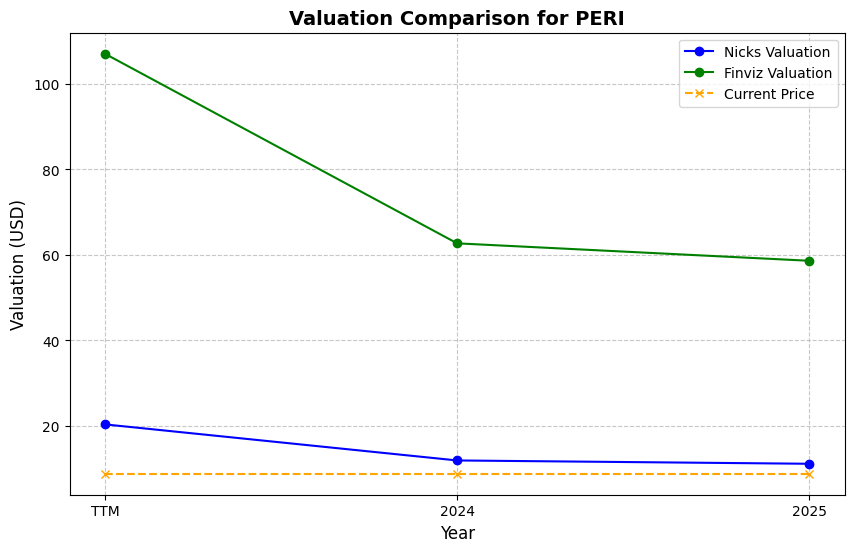 Valuation Comparison for PERI
Nicks Valuation
Finviz Valuation
Current Price
Valuation (USD)
100
80
60
40
20
TTM
2024
2025
Year